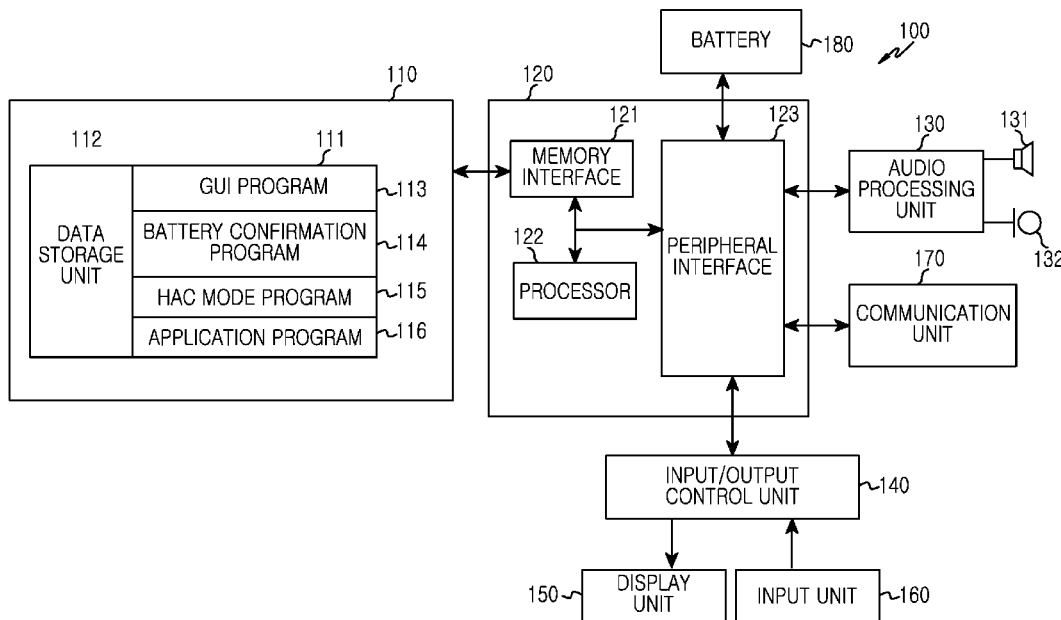 BATTERY
180
100
110
120
112
111
GUI PROGRAM
113
DATA
STORAGE
UNIT
BATTERY CONFIRMATION
PROGRAM
114
HAC MODE PROGRAM
115
APPLICATION PROGRAM
116
121
MEMORY
INTERFACE
122
PROCESSOR
123
PERIPHERAL
INTERFACE
130
AUDIO
PROCESSING
UNIT
131
132
170
COMMUNICATION
UNIT
INPUT/OUTPUT
CONTROL UNIT
140
150
DISPLAY
UNIT
INPUT UNIT
160